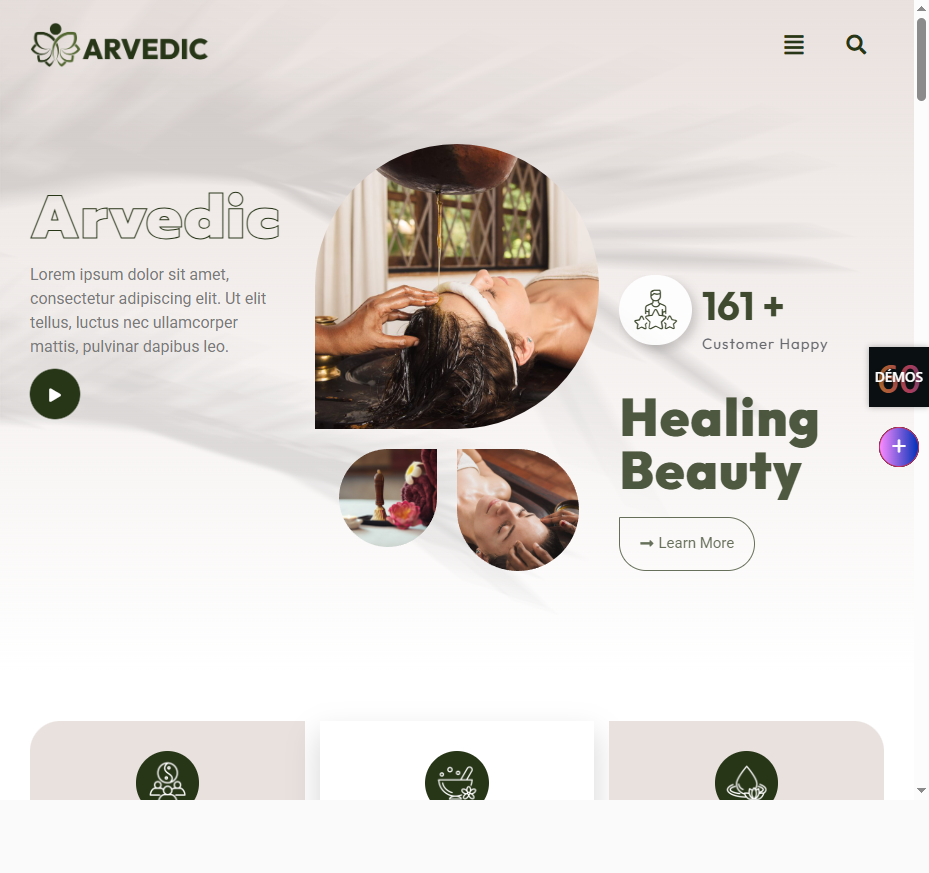 ARVEDIC
Arvedic
Lorem ipsum dolor sit amet,
consectetur adipiscing elit. Ut elit
tellus, luctus nec ullamcorper
mattis, pulvinar dapibus leo.
161 +
Customer Happy
Healing
Beauty
Learn More
60
DÉMOS
+